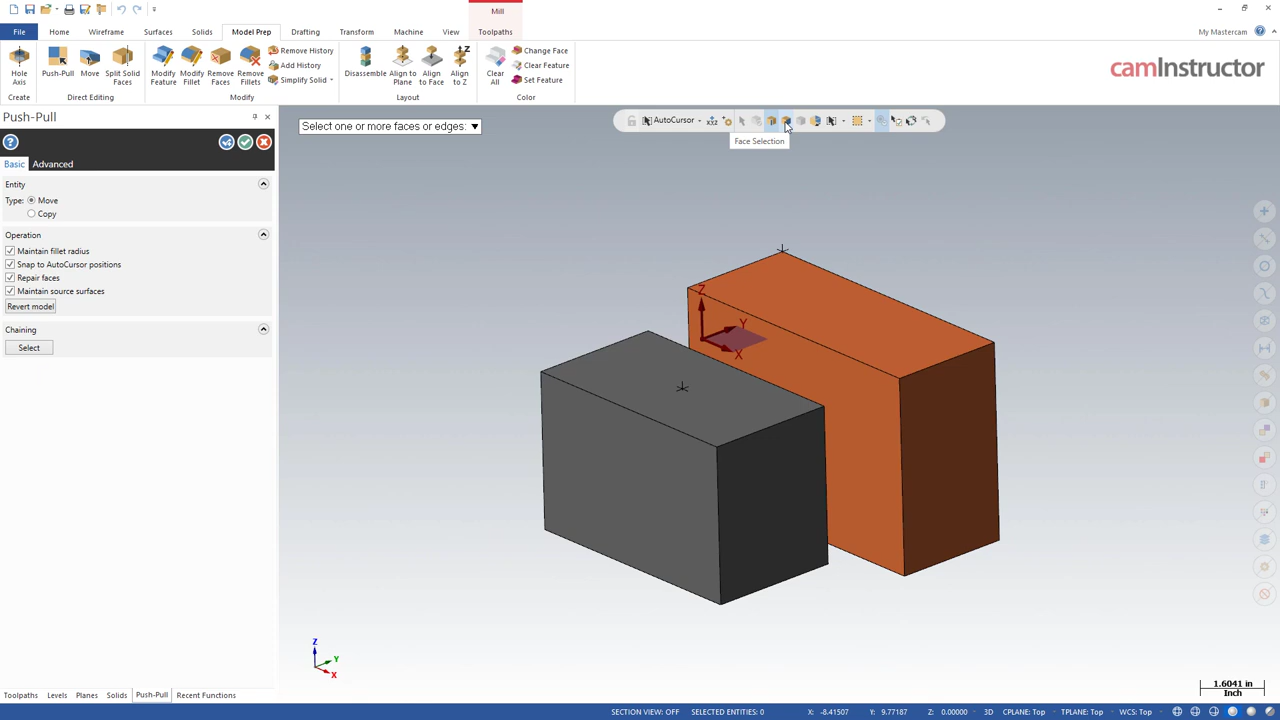 Mill
My Mastercam
File Home Wireframe Surfaces Solids Model Prep Drafting Transform Machine View Toolpaths
Hole Axis
Push-Pull
Move
Split Solid Faces
Modify Feature
Modify Fillet
Remove Faces
Remove Fillets
Remove History
Add History
Simplify Solid
Disassemble
Align to Plane
Align to Face
Align to Z
Clear All
Change Face
Clear Feature
Set Feature
Create Direct Editing Modify Layout Color
camInstructor
Push-Pull
AutoCursor
Select one or more faces or edges:
Face Selection
Basic Advanced
Entity
Type: Move
Copy
Operation
Maintain fillet radius
Snap to AutoCursor positions
Repair faces
Maintain source surfaces
Revert model
Chaining
Select
Z
Y
X
Z
Y
X
1.6041 in
Inch
Toolpaths Levels Planes Solids Push-Pull Recent Functions
SECTION VIEW: OFF SELECTED ENTITIES: 0 X: -8.41507 Y: 9.77187 Z: 0.00000 3D CPLANE: Top TPLANE: Top WCS: Top